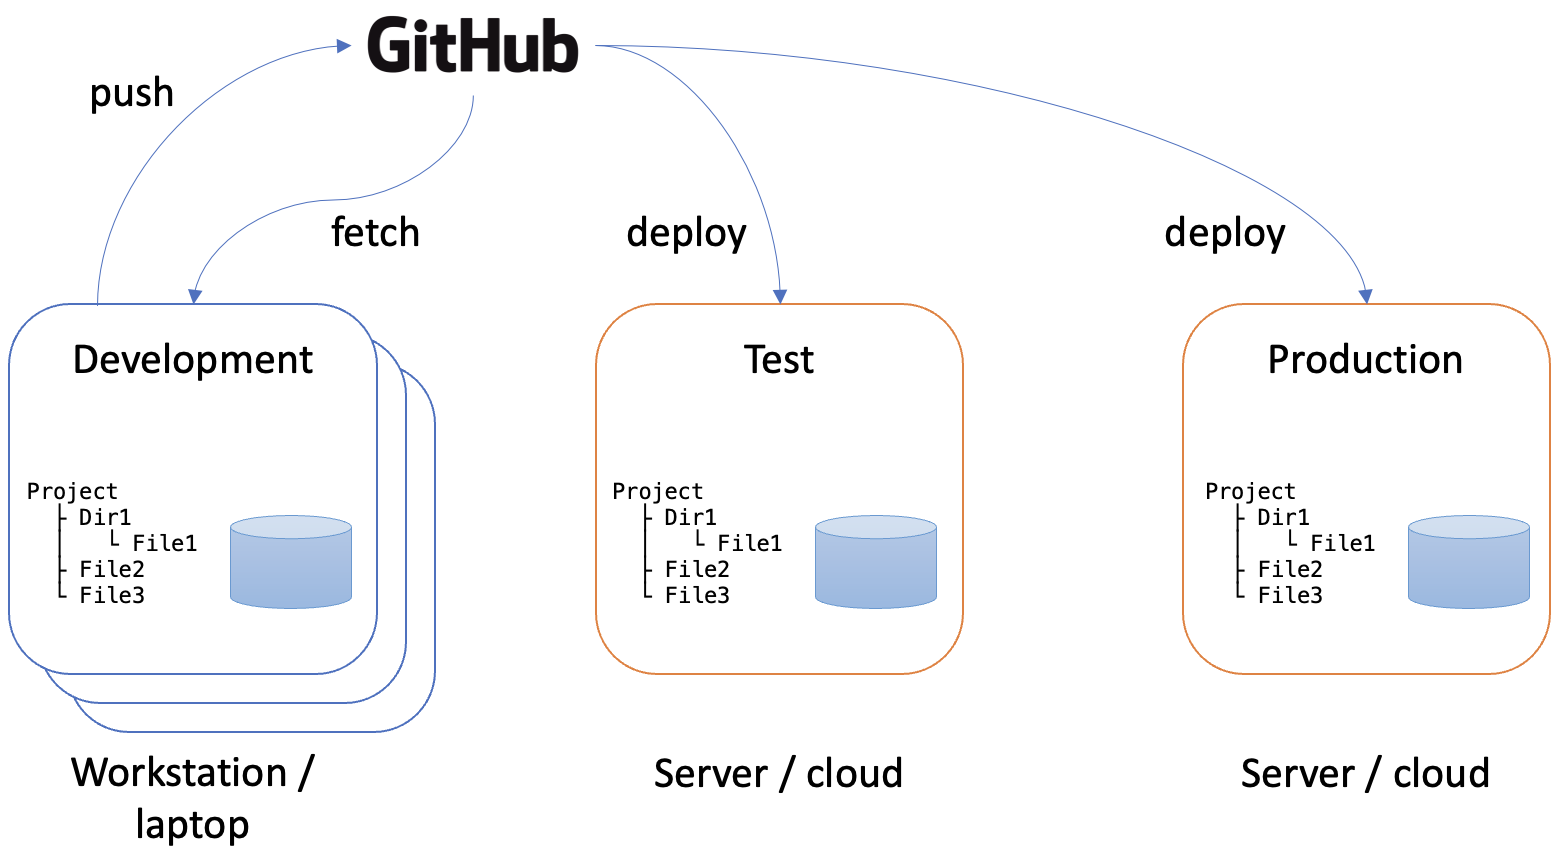 GitHub
push
fetch
deploy
deploy
Development
Project
├ Dir1
│   └ File1
├ File2
└ File3
Workstation /
laptop
Test
Project
├ Dir1
│   └ File1
├ File2
└ File3
Server / cloud
Production
Project
├ Dir1
│   └ File1
├ File2
└ File3
Server / cloud